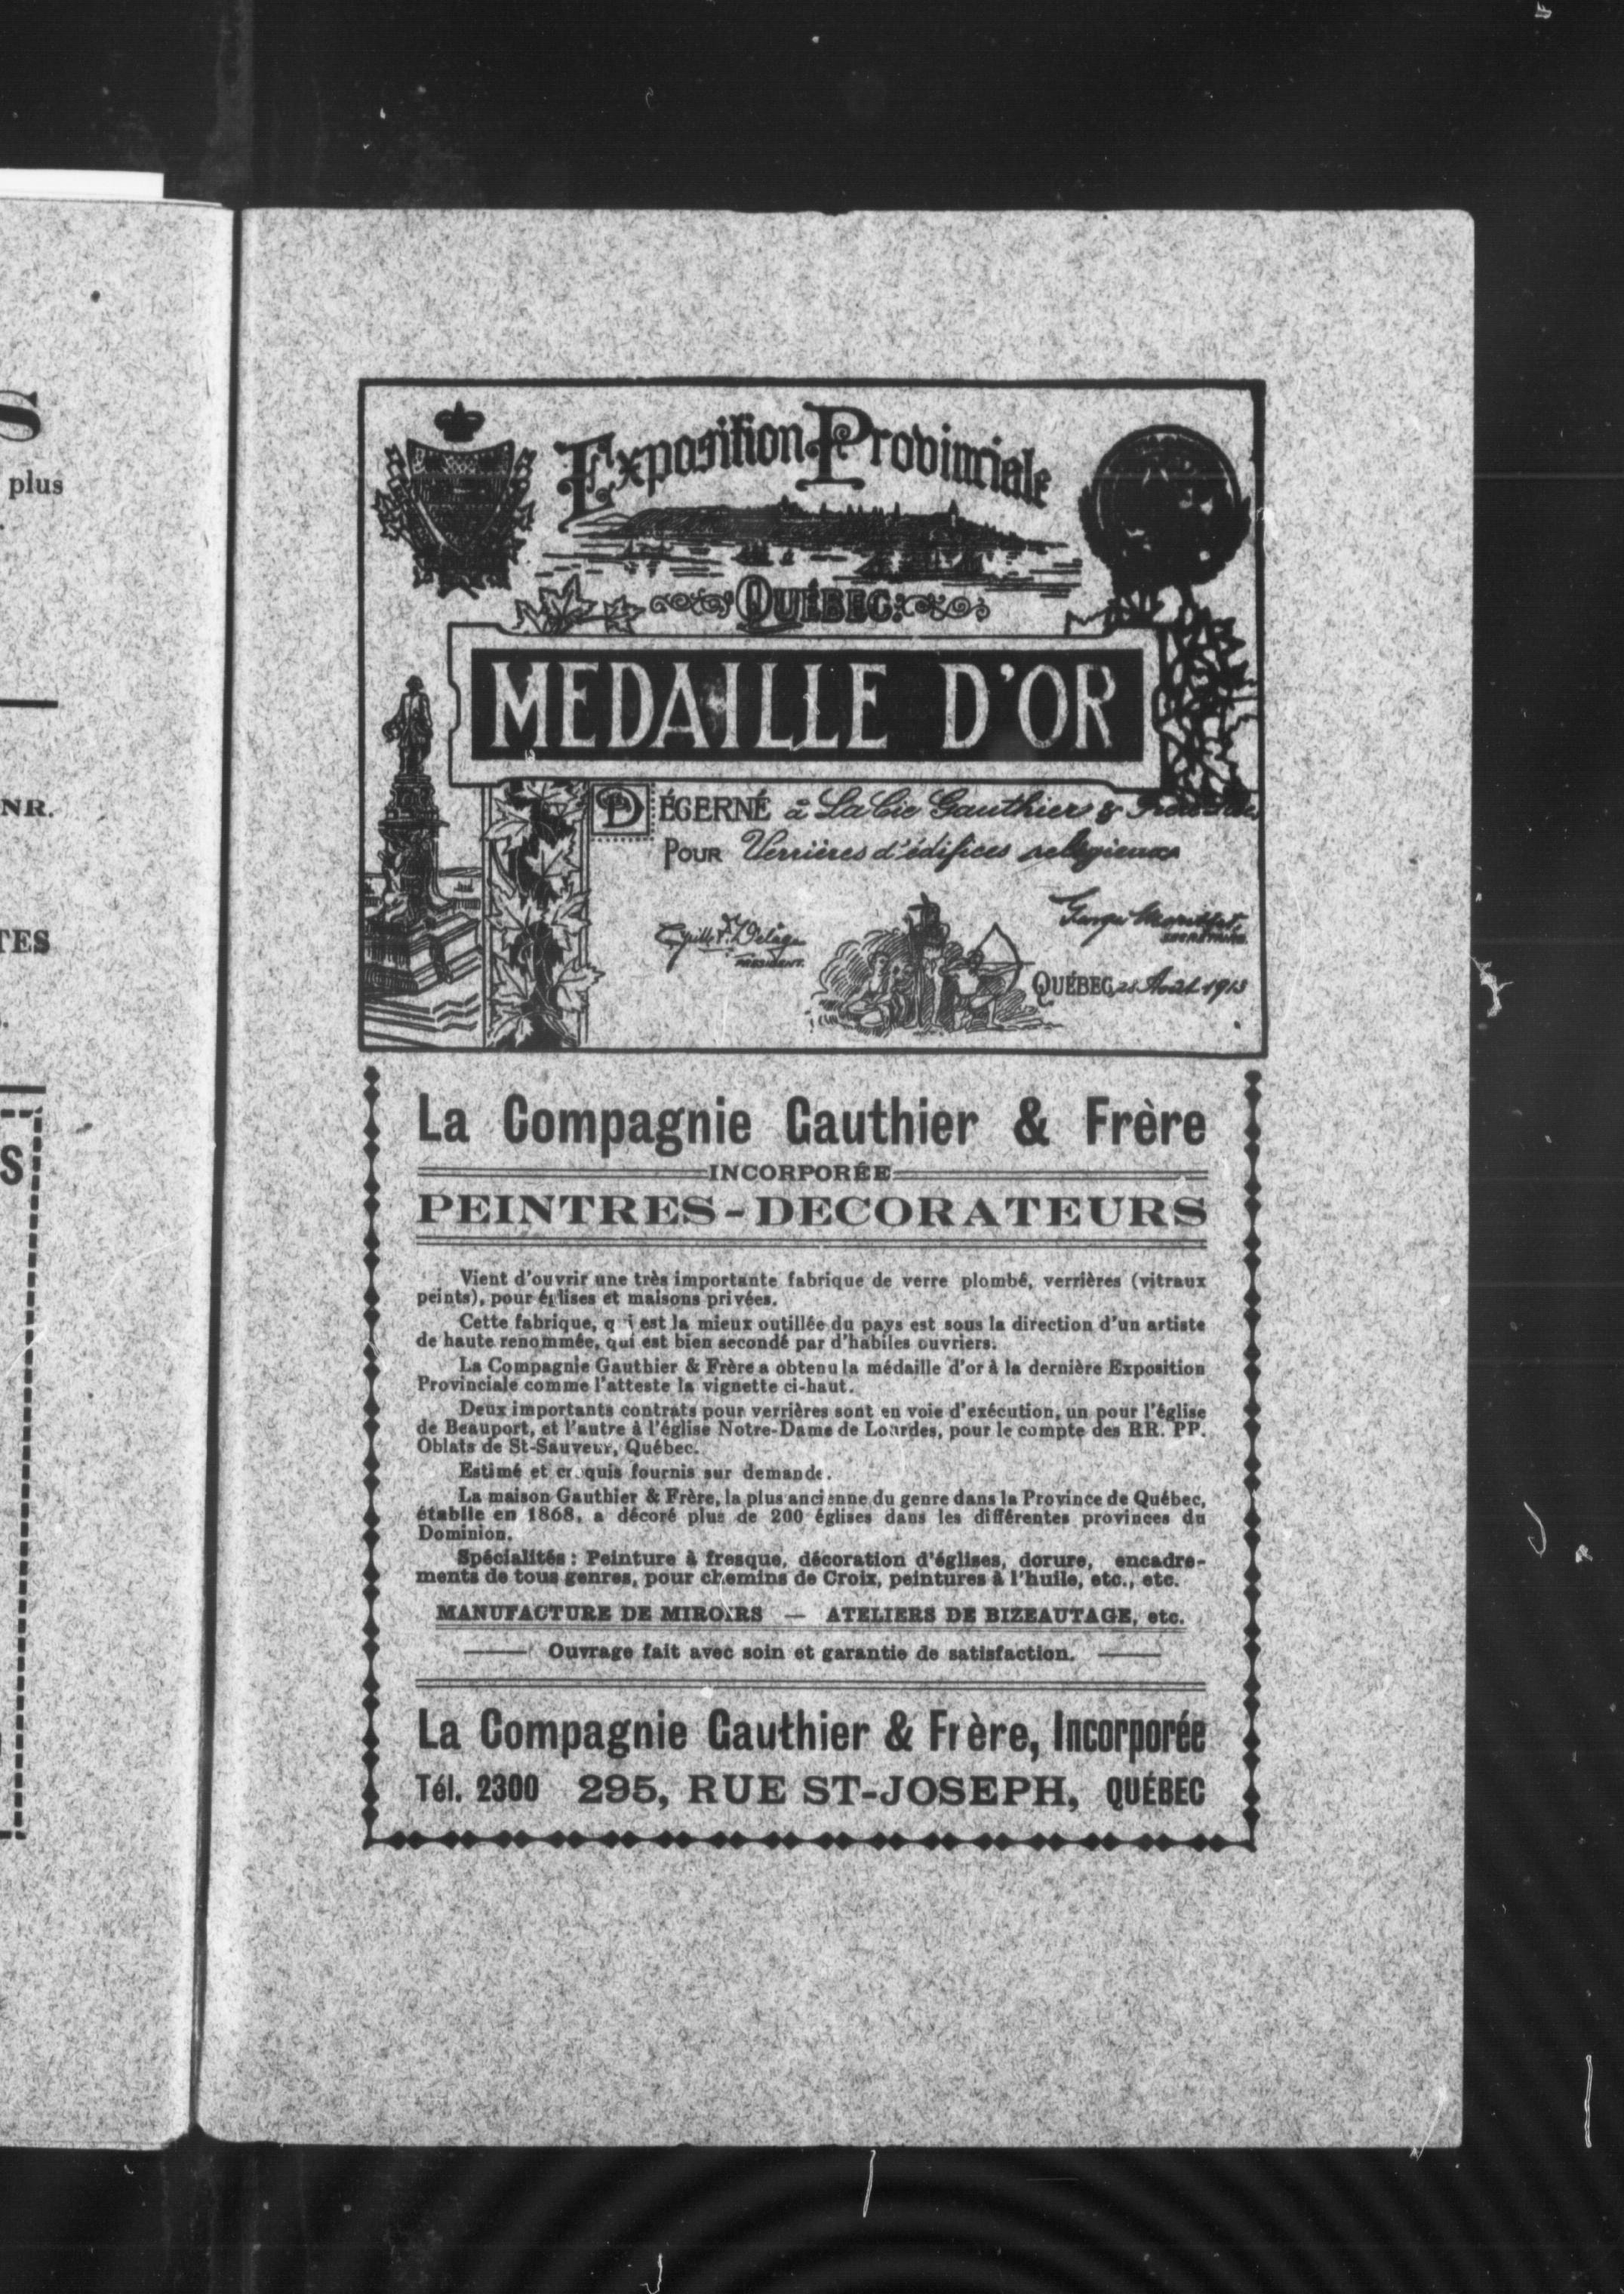 S
plus
NR.
TES
S
Exposition Provinciale
QUÉBEC
MEDAILLE D'OR
DÉCERNÉ à La Cie Gauthier & Frère
POUR Verrières d'édifices religieux
PRESIDENT.
SECRÉTAIRE.
QUÉBEC, 28 Août 1913
La Compagnie Gauthier & Frère
INCORPORÉE
PEINTRES-DECORATEURS
Vient d'ouvrir une très importante fabrique de verre plombé, verrières (vitraux
peints), pour églises et maisons privées.
Cette fabrique, qui est la mieux outillée du pays est sous la direction d'un artiste
de haute renommée, qui est bien secondé par d'habiles ouvriers.
La Compagnie Gauthier & Frère a obtenu la médaille d'or à la dernière Exposition
Provinciale comme l'atteste la vignette ci-haut.
Deux importants contrats pour verrières sont en voie d'exécution, un pour l'église
de Beauport, et l'autre à l'église Notre-Dame de Lourdes, pour le compte des RR. PP.
Oblats de St-Sauveur, Québec.
Estimé et croquis fournis sur demande.
La maison Gauthier & Frère, la plus ancienne du genre dans la Province de Québec,
établie en 1868, a décoré plus de 200 églises dans les différentes provinces du
Dominion.
Spécialités : Peinture à fresque, décoration d'églises, dorure, encadre-
ments de tous genres, pour chemins de Croix, peintures à l'huile, etc., etc.
MANUFACTURE DE MIROIRS — ATELIERS DE BIZEAUTAGE, etc.
Ouvrage fait avec soin et garantie de satisfaction.
La Compagnie Gauthier & Frère, Incorporée
Tél. 2300 295, RUE ST-JOSEPH, QUÉBEC